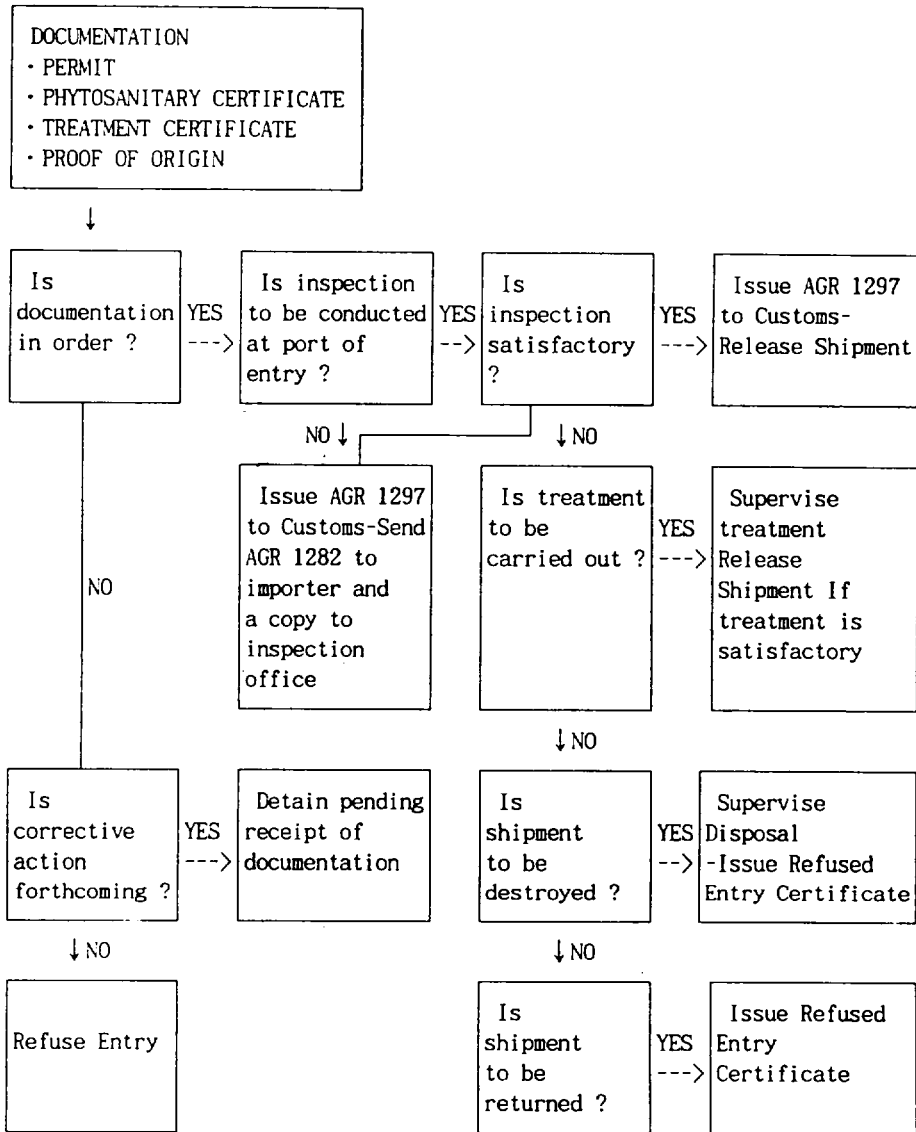 DOCUMENTATION
· PERMIT
· PHYTOSANITARY CERTIFICATE
· TREATMENT CERTIFICATE
· PROOF OF ORIGIN
↓
Is
documentation
in order ?
YES
--->
Is inspection
to be conducted
at port of
entry ?
YES
-->
Is
inspection
satisfactory
?
YES
--->
Issue AGR 1297
to Customs-
Release Shipment
NO ↓
↓ NO
NO
Issue AGR 1297
to Customs-Send
AGR 1282 to
importer and
a copy to
inspection
office
Is treatment
to be
carried out ?
YES
--->
Supervise
treatment
Release
Shipment If
treatment is
satisfactory
↓ NO
Is
corrective
action
forthcoming ?
YES
--->
Detain pending
receipt of
documentation
Is
shipment
to be
destroyed ?
YES
--->
Supervise
Disposal
-Issue Refused
Entry Certificate
↓ NO
↓ NO
Refuse Entry
Is
shipment
to be
returned ?
YES
--->
Issue Refused
Entry
Certificate